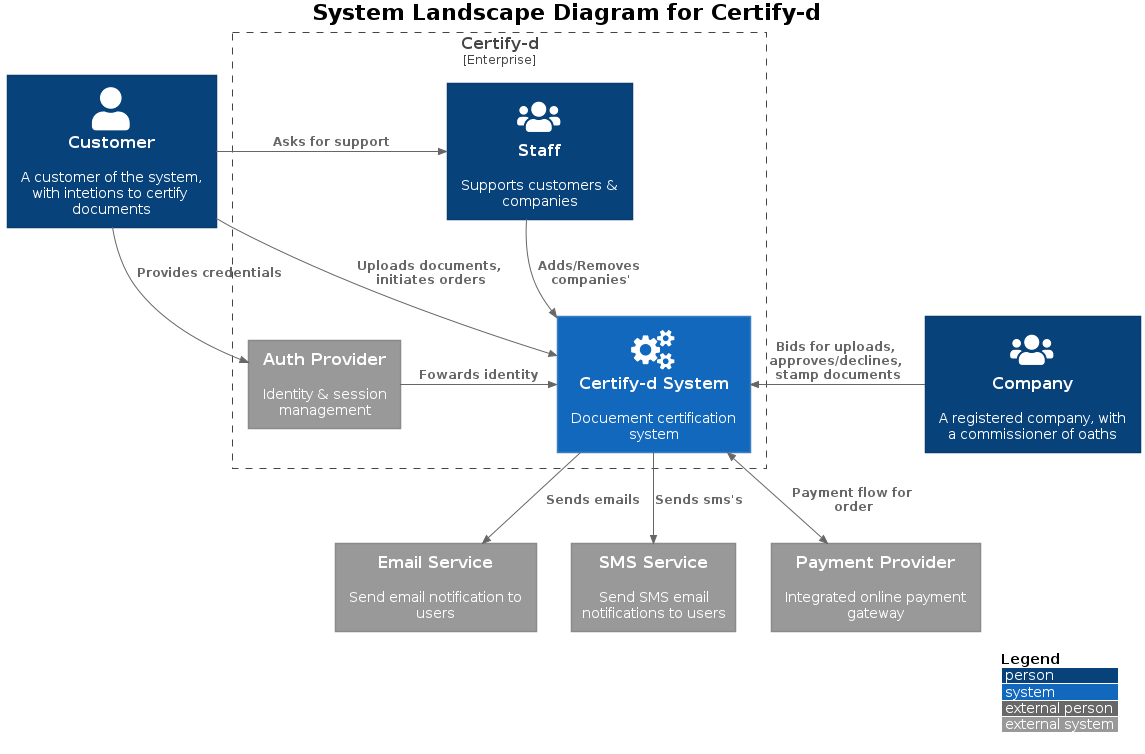 System Landscape Diagram for Certify-d
Certify-d
[Enterprise]
Customer
A customer of the system,
with intetions to certify
documents
Asks for support
Staff
Supports customers &
companies
Provides credentials
Uploads documents,
initiates orders
Adds/Removes
companies'
Auth Provider
Identity & session
management
Fowards identity
Certify-d System
Docuement certification
system
Bids for uploads,
approves/declines,
stamp documents
Company
A registered company, with
a commissioner of oaths
Sends emails
Sends sms's
Payment flow for
order
Email Service
Send email notification to
users
SMS Service
Send SMS email
notifications to users
Payment Provider
Integrated online payment
gateway
Legend
person
system
external person
external system